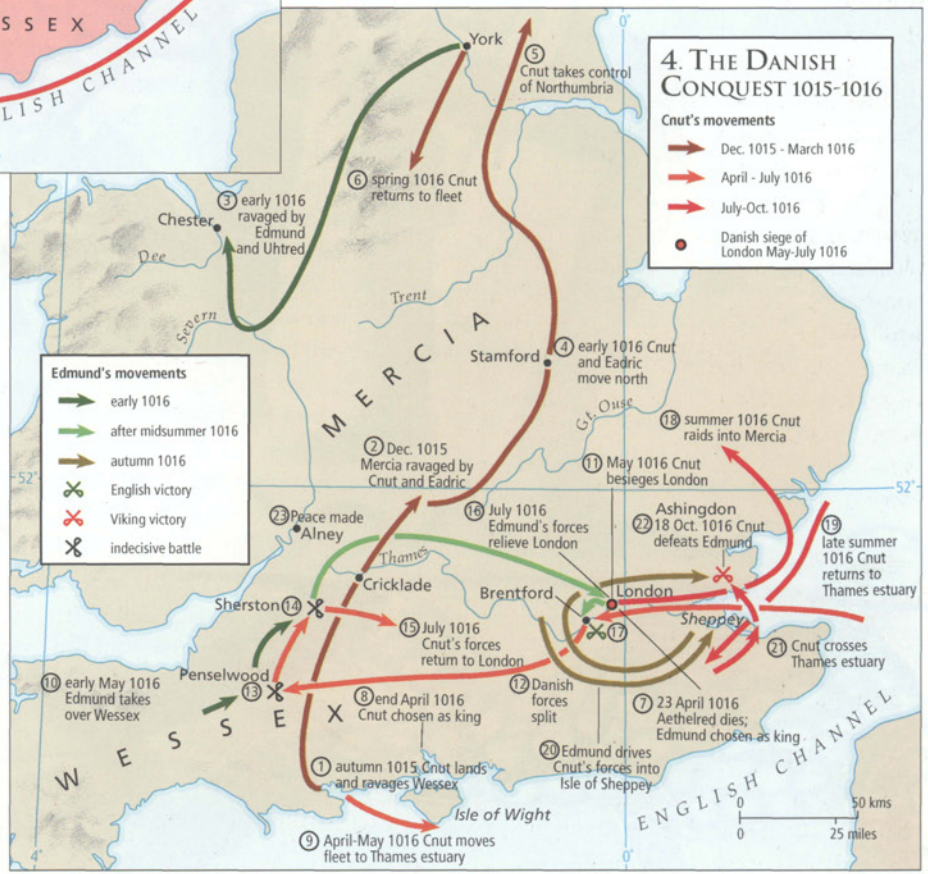 SSEX
LISH CHANNEL
0°
4. THE DANISH
CONQUEST 1015-1016
Cnut's movements
Dec. 1015 - March 1016
April - July 1016
July-Oct. 1016
Danish siege of
London May-July 1016
York
5
Cnut takes control
of Northumbria
6 spring 1016 Cnut
returns to fleet
3 early 1016
ravaged by
Edmund
and Uhtred
Chester
Dee
Severn
Trent
MERCIA
Stamford
4 early 1016 Cnut
and Eadric
move north
Gt. Ouse
Edmund's movements
early 1016
after midsummer 1016
autumn 1016
English victory
Viking victory
indecisive battle
18 summer 1016 Cnut
raids into Mercia
2 Dec. 1015
Mercia ravaged by
Cnut and Eadric
11 May 1016 Cnut
besieges London
52°
52°
23 Peace made
Alney
16 July 1016
Edmund's forces
relieve London
Ashingdon
22 18 Oct. 1016 Cnut
defeats Edmund
19
late summer
1016 Cnut
returns to
Thames estuary
Thames
Cricklade
Brentford
London
Sherston 14
Sheppey
15 July 1016
Cnut's forces
return to London
17
21 Cnut crosses
Thames estuary
10 early May 1016
Edmund takes
over Wessex
Penselwood
13
8 end April 1016
Cnut chosen as king
12 Danish
forces
split
7 23 April 1016
Aethelred dies;
Edmund chosen as king
WESSEX
20 Edmund drives
Cnut's forces into
Isle of Sheppey
1 autumn 1015 Cnut lands
and ravages Wessex
Isle of Wight
ENGLISH CHANNEL
9 April-May 1016 Cnut moves
fleet to Thames estuary
0 50 kms
0 25 miles
4°
0°